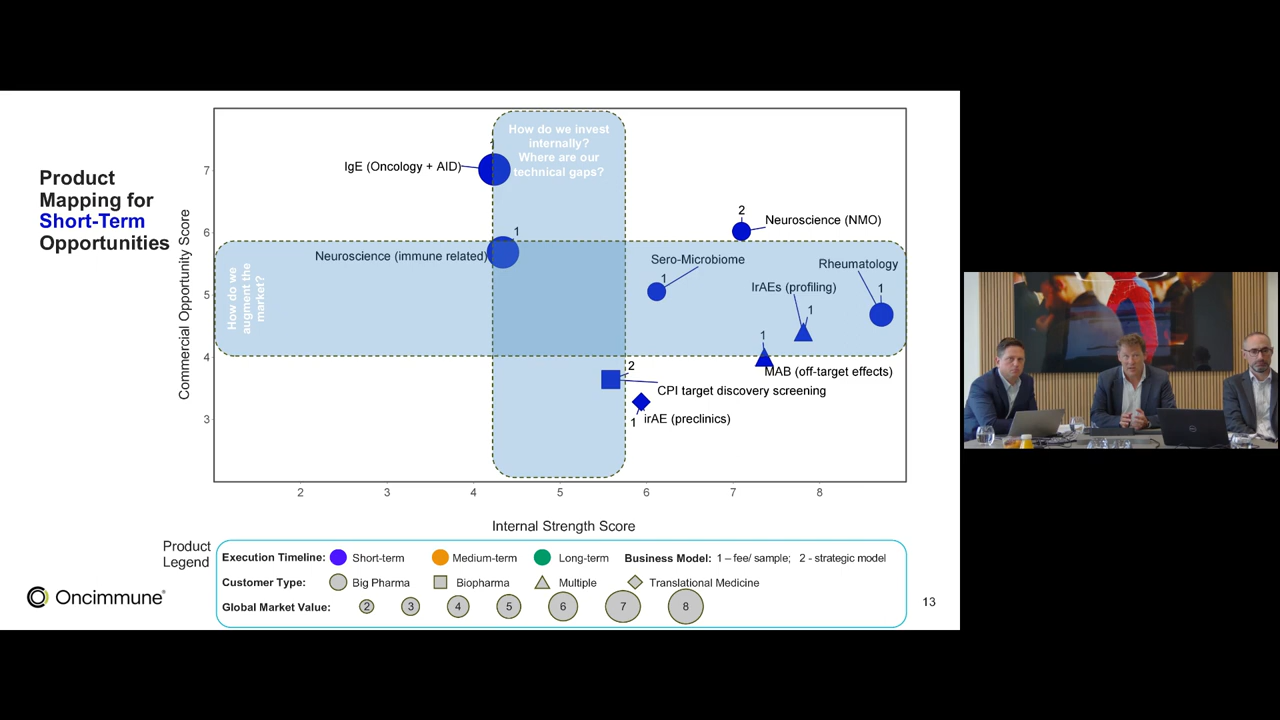 Product
Mapping for
Short-Term
Opportunities
Commercial Opportunity Score
7
6
5
4
3
How do we invest
internally?
Where are our
technical gaps?
How do we
augment the
market?
1
IgE (Oncology + AID)
1
Neuroscience (immune related)
2
Neuroscience (NMO)
Sero-Microbiome
1
Rheumatology
1
IrAEs (profiling)
1
1
MAB (off-target effects)
2
CPI target discovery screening
1
irAE (preclinics)
2
3
4
5
6
7
8
Internal Strength Score
Product
Legend
Execution Timeline: Short-term Medium-term Long-term Business Model: 1 – fee/ sample; 2 - strategic model
Customer Type: Big Pharma Biopharma Multiple Translational Medicine
Global Market Value: 2 3 4 5 6 7 8
Oncimmune®
13
DELL